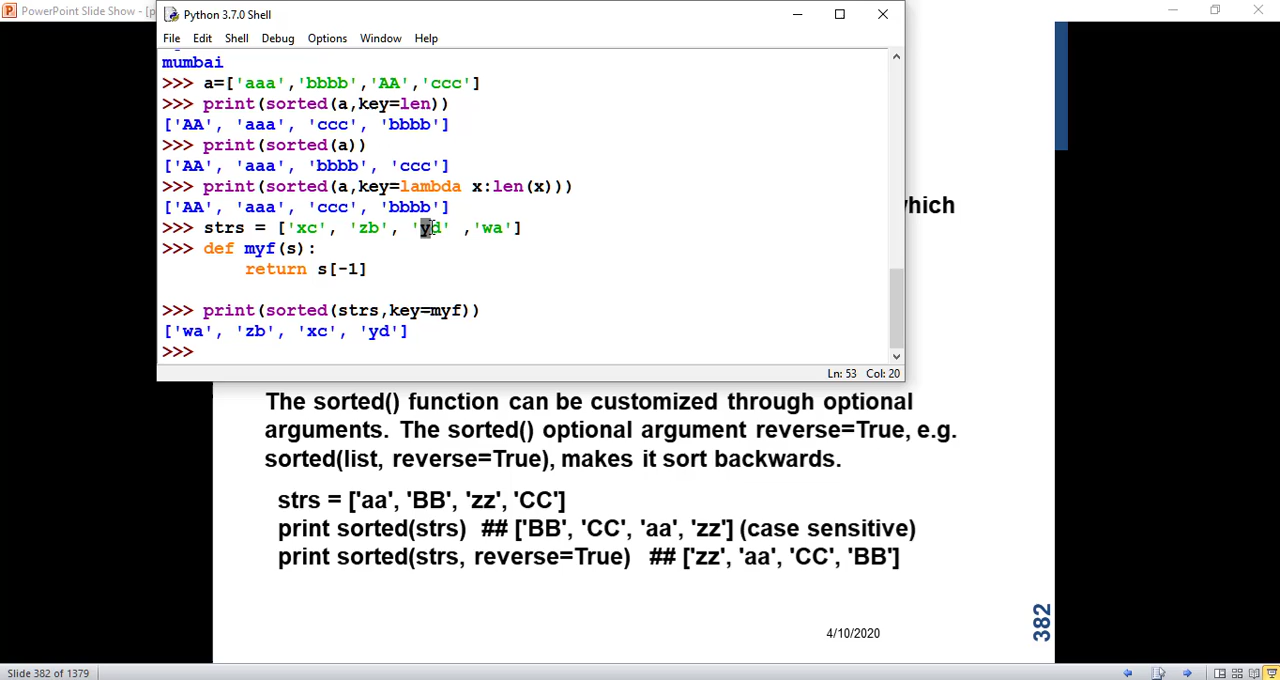 PowerPoint Slide Show - [p
Python 3.7.0 Shell
File Edit Shell Debug Options Window Help
mumbai
>>> a=['aaa','bbbb','AA','ccc']
>>> print(sorted(a,key=len))
['AA', 'aaa', 'ccc', 'bbbb']
>>> print(sorted(a))
['AA', 'aaa', 'bbbb', 'ccc']
>>> print(sorted(a,key=lambda x:len(x)))
['AA', 'aaa', 'ccc', 'bbbb']
>>> strs = ['xc', 'zb', 'yd' ,'wa']
>>> def myf(s):
return s[-1]
>>> print(sorted(strs,key=myf))
['wa', 'zb', 'xc', 'yd']
>>>
Ln: 53 Col: 20
which
The sorted() function can be customized through optional
arguments. The sorted() optional argument reverse=True, e.g.
sorted(list, reverse=True), makes it sort backwards.
strs = ['aa', 'BB', 'zz', 'CC']
print sorted(strs) ## ['BB', 'CC', 'aa', 'zz'] (case sensitive)
print sorted(strs, reverse=True) ## ['zz', 'aa', 'CC', 'BB']
4/10/2020
382
Slide 382 of 1379